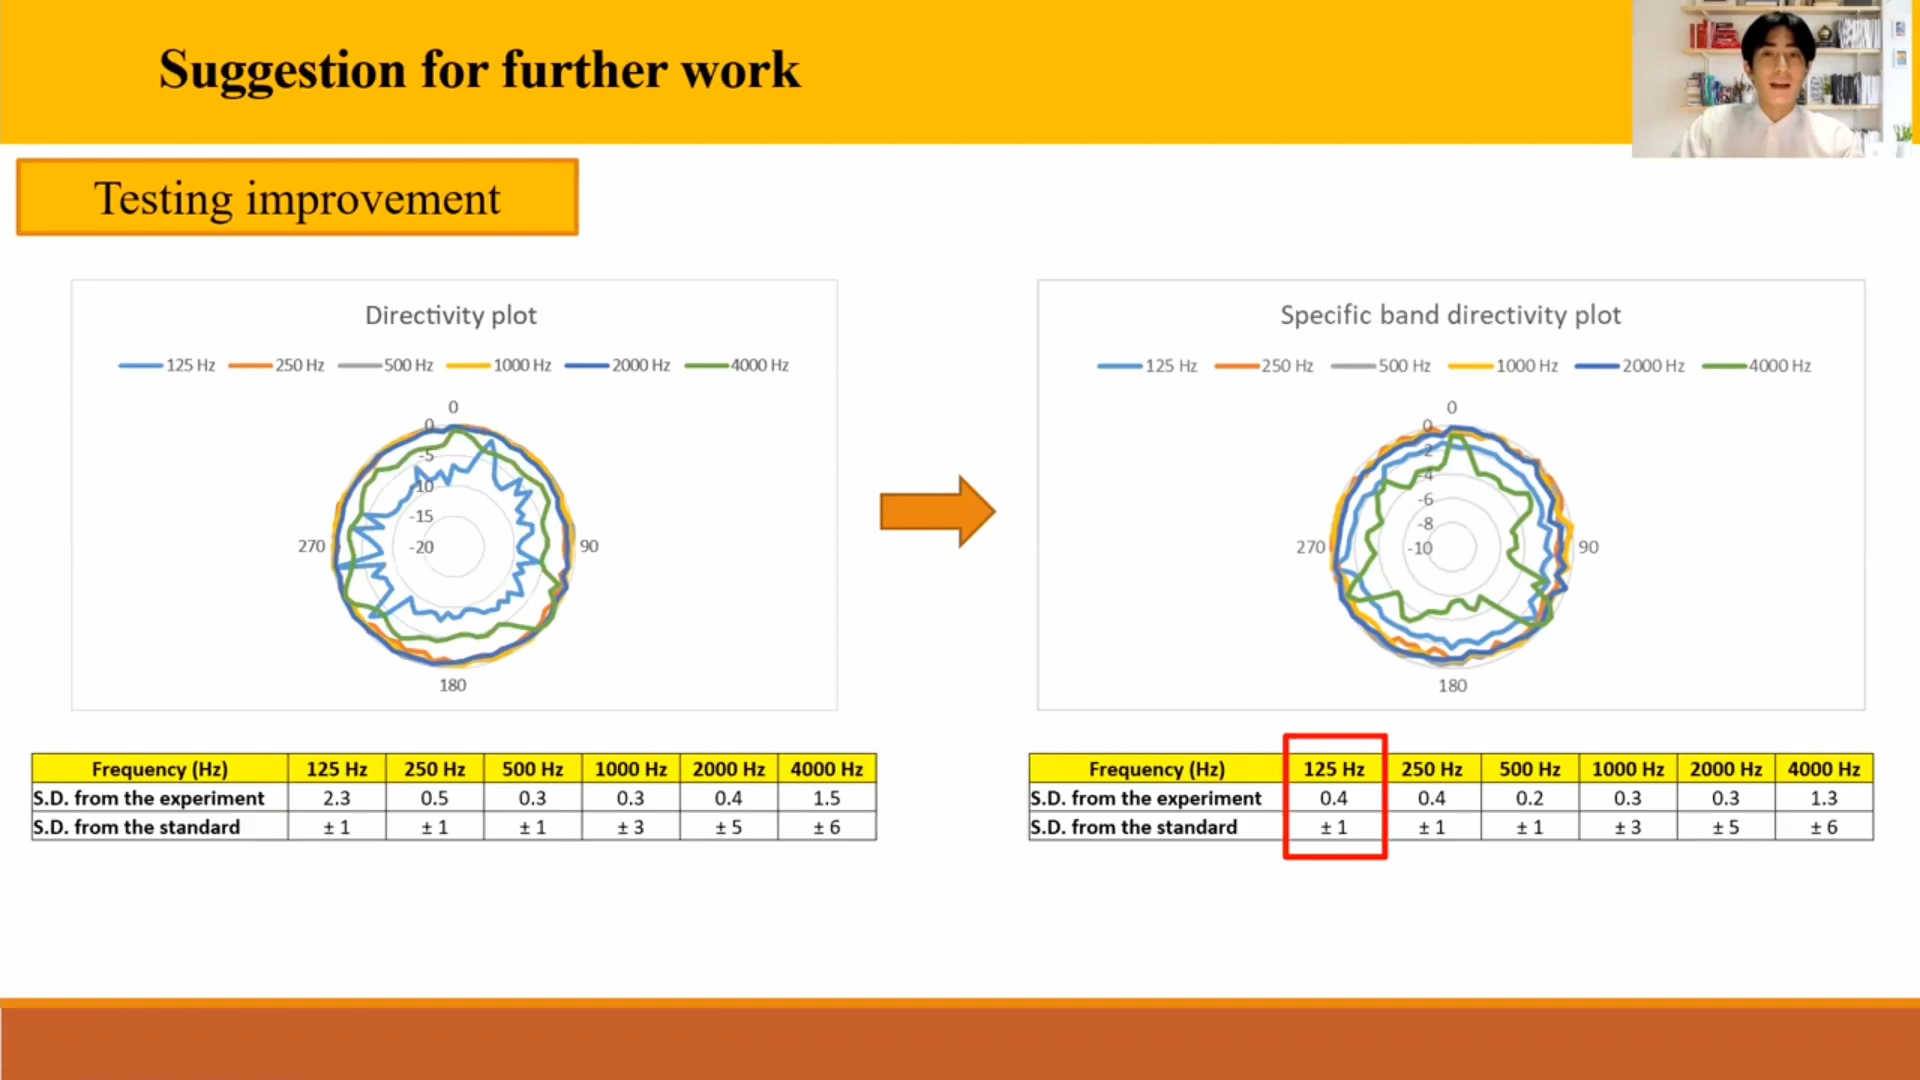 Suggestion for further work
Testing improvement
Directivity plot
125 Hz 250 Hz 500 Hz 1000 Hz 2000 Hz 4000 Hz
0
0
-5
-10
-15
270 -20 90
180
Specific band directivity plot
125 Hz 250 Hz 500 Hz 1000 Hz 2000 Hz 4000 Hz
0
0
-2
-4
-6
-8
270 -10 90
180
Frequency (Hz) 125 Hz 250 Hz 500 Hz 1000 Hz 2000 Hz 4000 Hz
S.D. from the experiment 2.3 0.5 0.3 0.3 0.4 1.5
S.D. from the standard ± 1 ± 1 ± 1 ± 3 ± 5 ± 6
Frequency (Hz) 125 Hz 250 Hz 500 Hz 1000 Hz 2000 Hz 4000 Hz
S.D. from the experiment 0.4 0.4 0.2 0.3 0.3 1.3
S.D. from the standard ± 1 ± 1 ± 1 ± 3 ± 5 ± 6